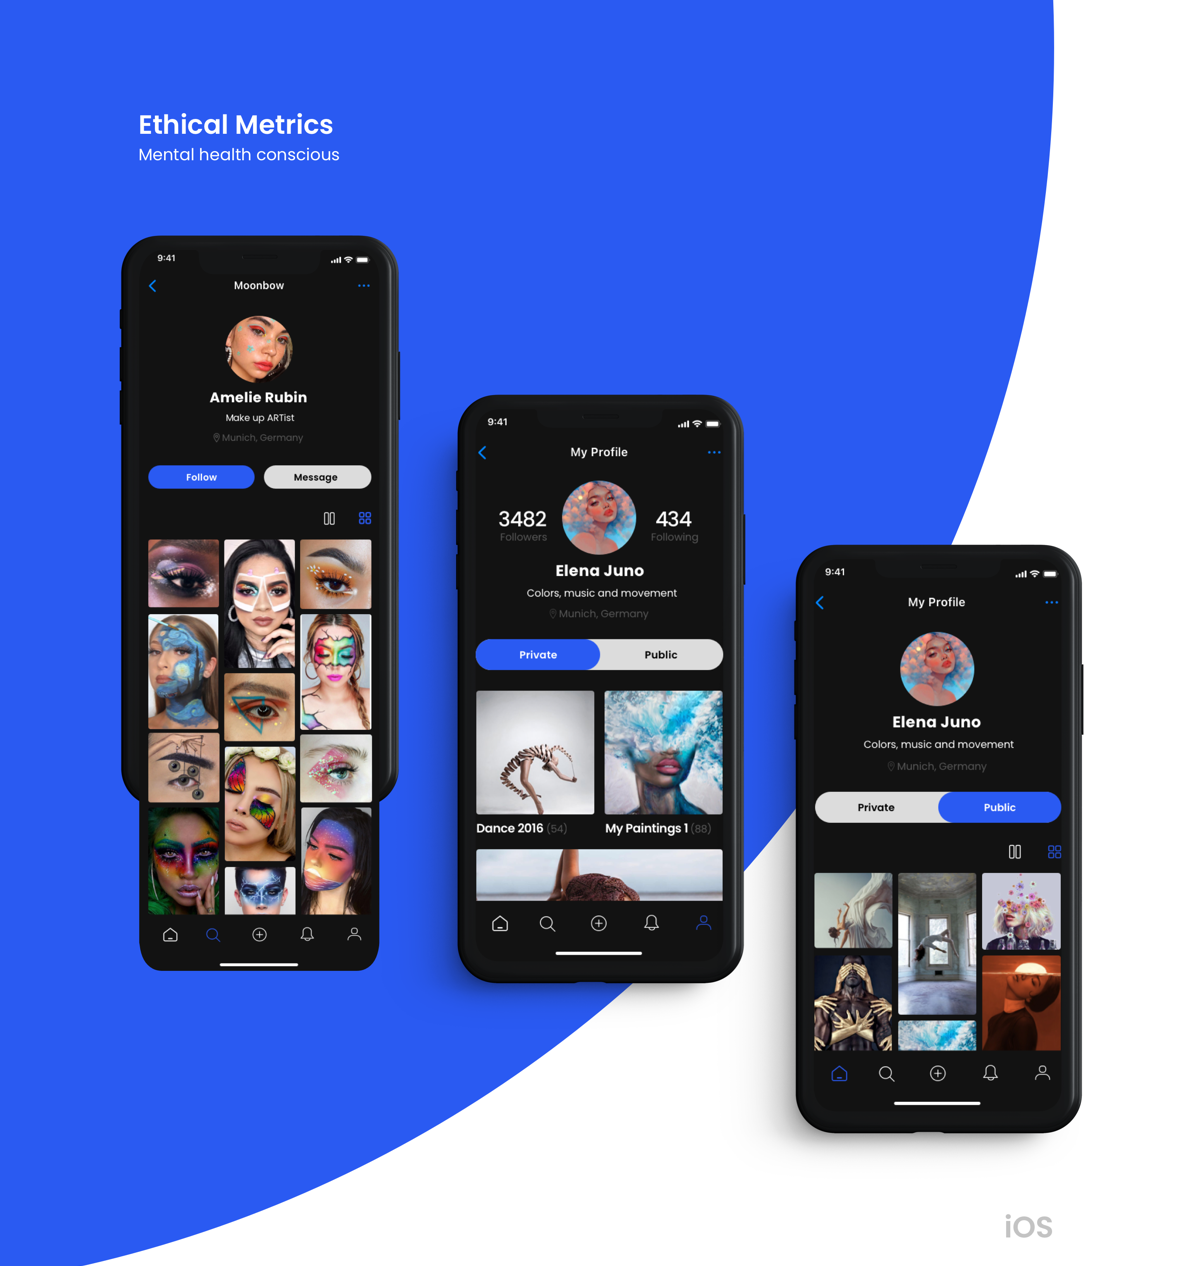 Ethical Metrics
Mental health conscious
9:41
Moonbow
Amelie Rubin
Make up ARTist
Munich, Germany
Follow
Message
9:41
My Profile
3482
Followers
434
Following
Elena Juno
Colors, music and movement
Munich, Germany
Private
Public
Dance 2016 (54)
My Paintings 1 (88)
9:41
My Profile
Elena Juno
Colors, music and movement
Munich, Germany
Private
Public
iOS